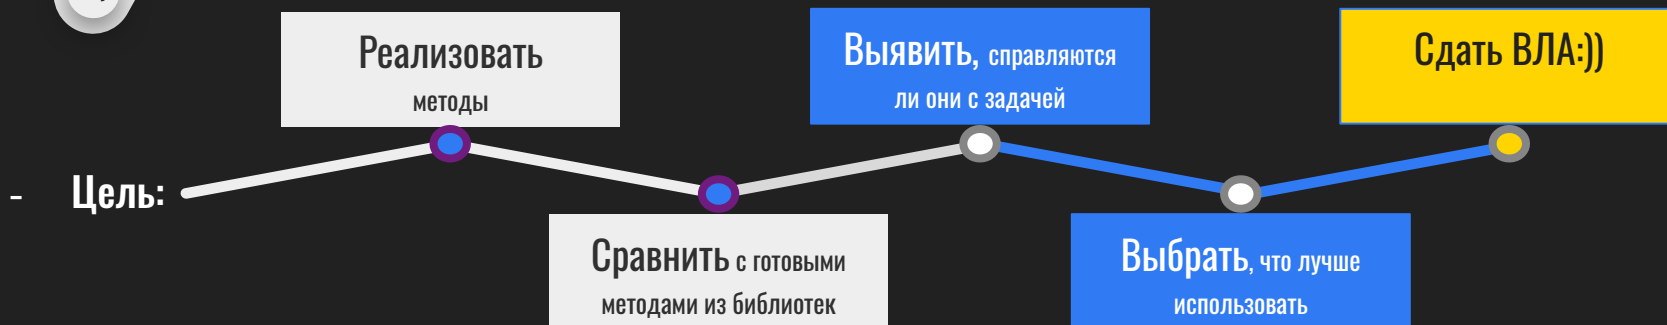 Реализовать
методы
Выявить, справляются
ли они с задачей
Сдать ВЛА:))
- Цель:
Сравнить с готовыми
методами из библиотек
Выбрать, что лучше
использовать